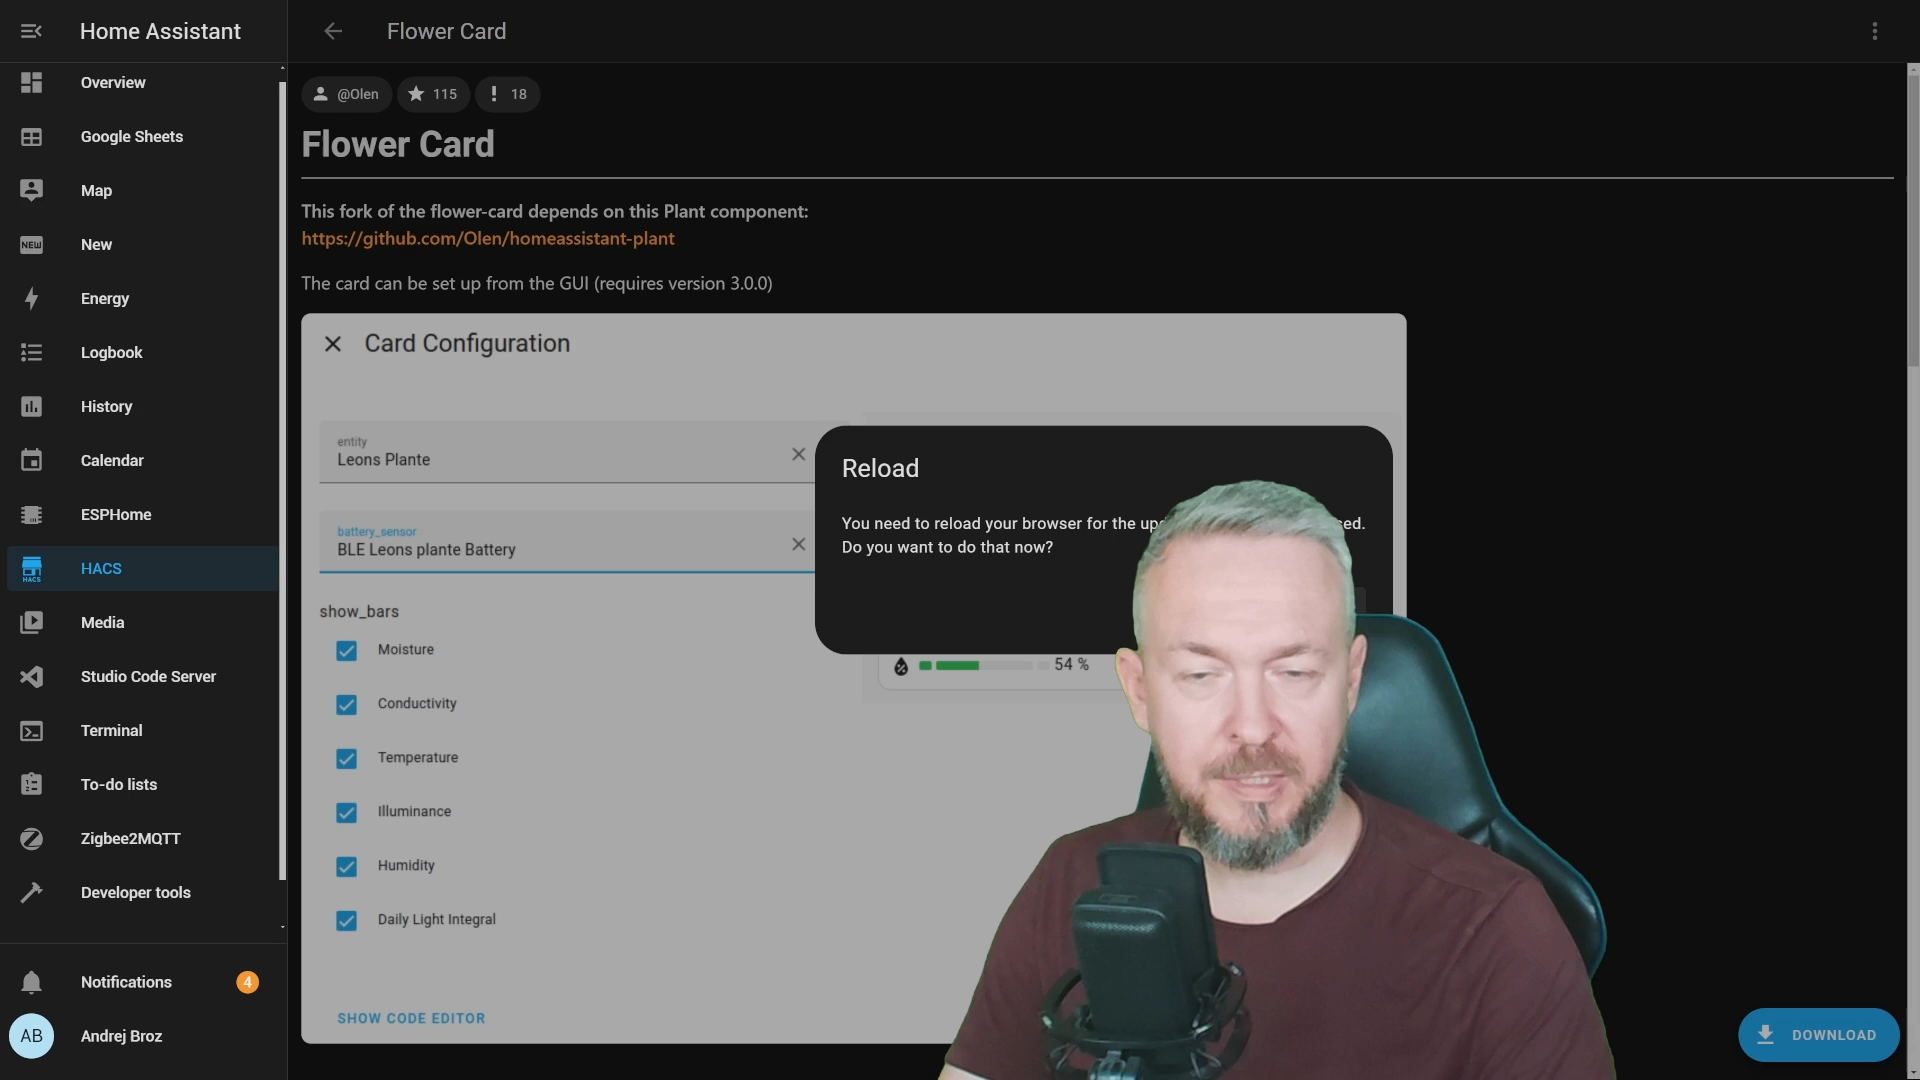 Home Assistant
Flower Card
Overview
Google Sheets
Map
NEW
New
Energy
Logbook
History
Calendar
ESPHome
HACS
HACS
Media
Studio Code Server
Terminal
To-do lists
Zigbee2MQTT
Developer tools
Notifications
4
AB
Andrej Broz
@Olen
115
18
Flower Card
This fork of the flower-card depends on this Plant component:
https://github.com/Olen/homeassistant-plant
The card can be set up from the GUI (requires version 3.0.0)
Card Configuration
entity
Leons Plante
battery_sensor
BLE Leons plante Battery
show_bars
Moisture
Conductivity
Temperature
Illuminance
Humidity
Daily Light Integral
SHOW CODE EDITOR
Reload
You need to reload your browser for the
Do you want to do that now?
54 %
DOWNLOAD